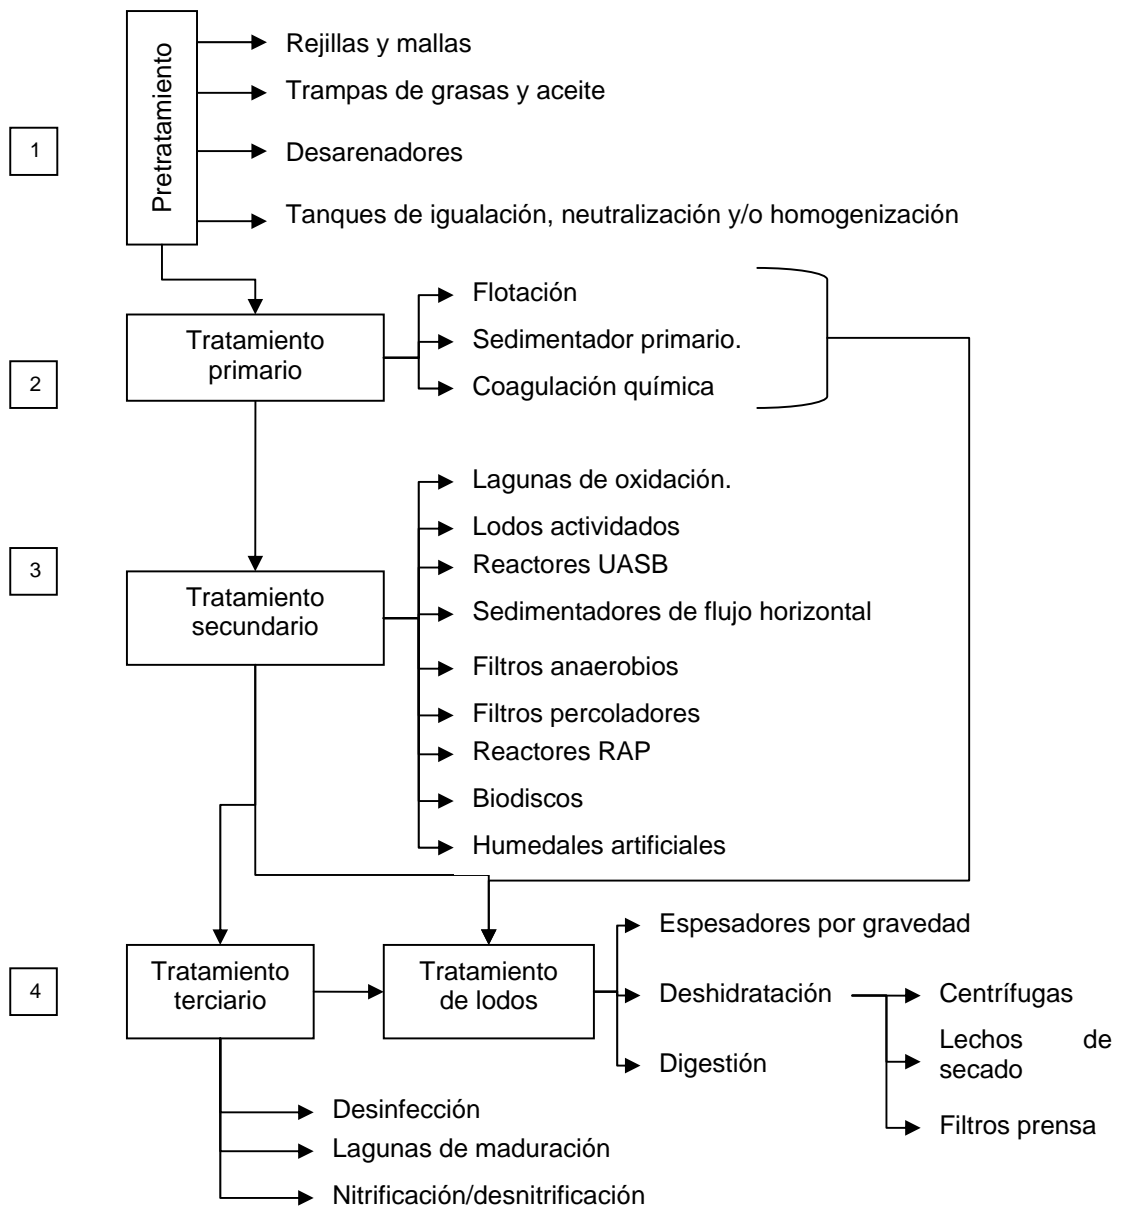 Pretratamiento
Rejillas y mallas
Trampas de grasas y aceite
1
Desarenadores
Tanques de igualación, neutralización y/o homogenización
Flotación
Tratamiento
primario
Sedimentador primario.
2
Coagulación química
Lagunas de oxidación.
Lodos actividados
3
Reactores UASB
Tratamiento
secundario
Sedimentadores de flujo horizontal
Filtros anaerobios
Filtros percoladores
Reactores RAP
Biodiscos
Humedales artificiales
Espesadores por gravedad
4
Tratamiento
terciario
Tratamiento
de lodos
Deshidratación
Centrífugas
Lechos de
secado
Digestión
Filtros prensa
Desinfección
Lagunas de maduración
Nitrificación/desnitrificación